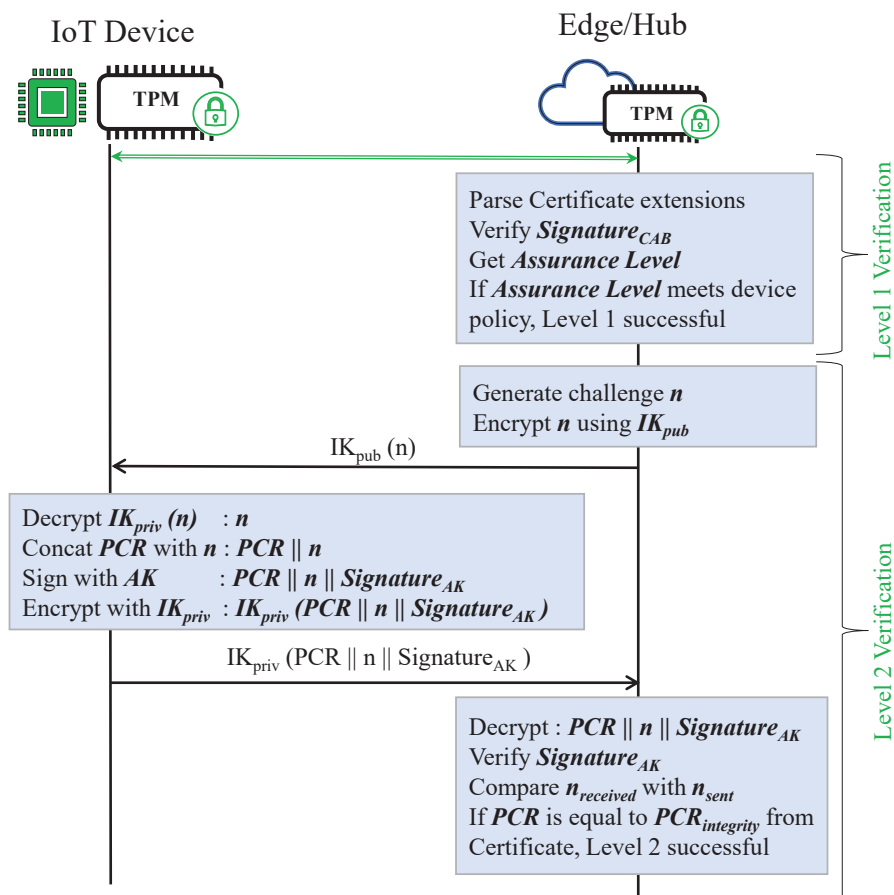 IoT Device
Edge/Hub
TPM
TPM
Parse Certificate extensions
Verify Signature_CAB
Get Assurance Level
If Assurance Level meets device
policy, Level 1 successful
Level 1 Verification
Generate challenge n
Encrypt n using IK_pub
IK_pub (n)
Decrypt IK_priv (n) : n
Concat PCR with n : PCR || n
Sign with AK : PCR || n || Signature_AK
Encrypt with IK_priv : IK_priv (PCR || n || Signature_AK )
IK_priv (PCR || n || Signature_AK )
Decrypt : PCR || n || Signature_AK
Verify Signature_AK
Compare n_received with n_sent
If PCR is equal to PCR_integrity from
Certificate, Level 2 successful
Level 2 Verification